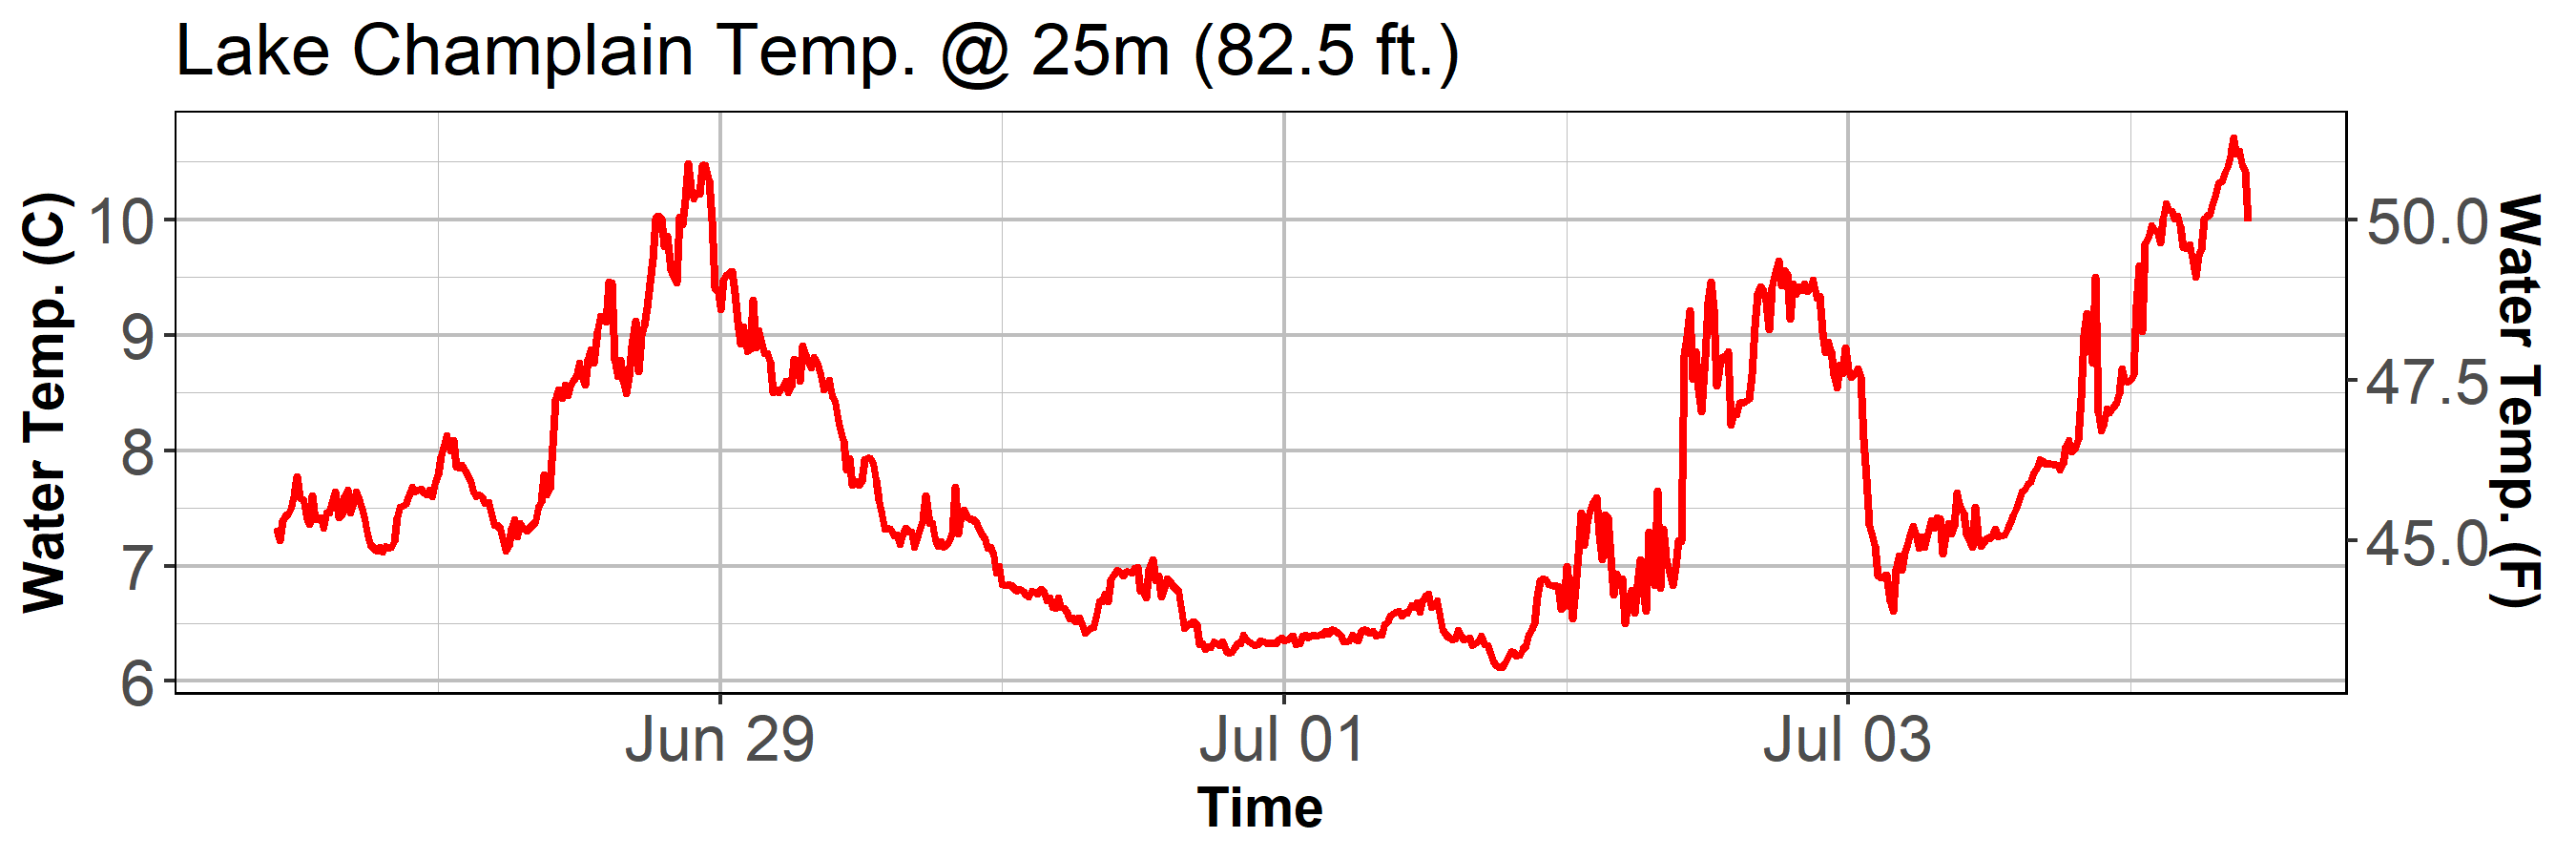 Lake Champlain Temp. @ 25m (82.5 ft.)
Water Temp. (C)
10
9
8
7
6
50.0
47.5
45.0
Water Temp. (F)
Jun 29 Jul 01 Jul 03
Time